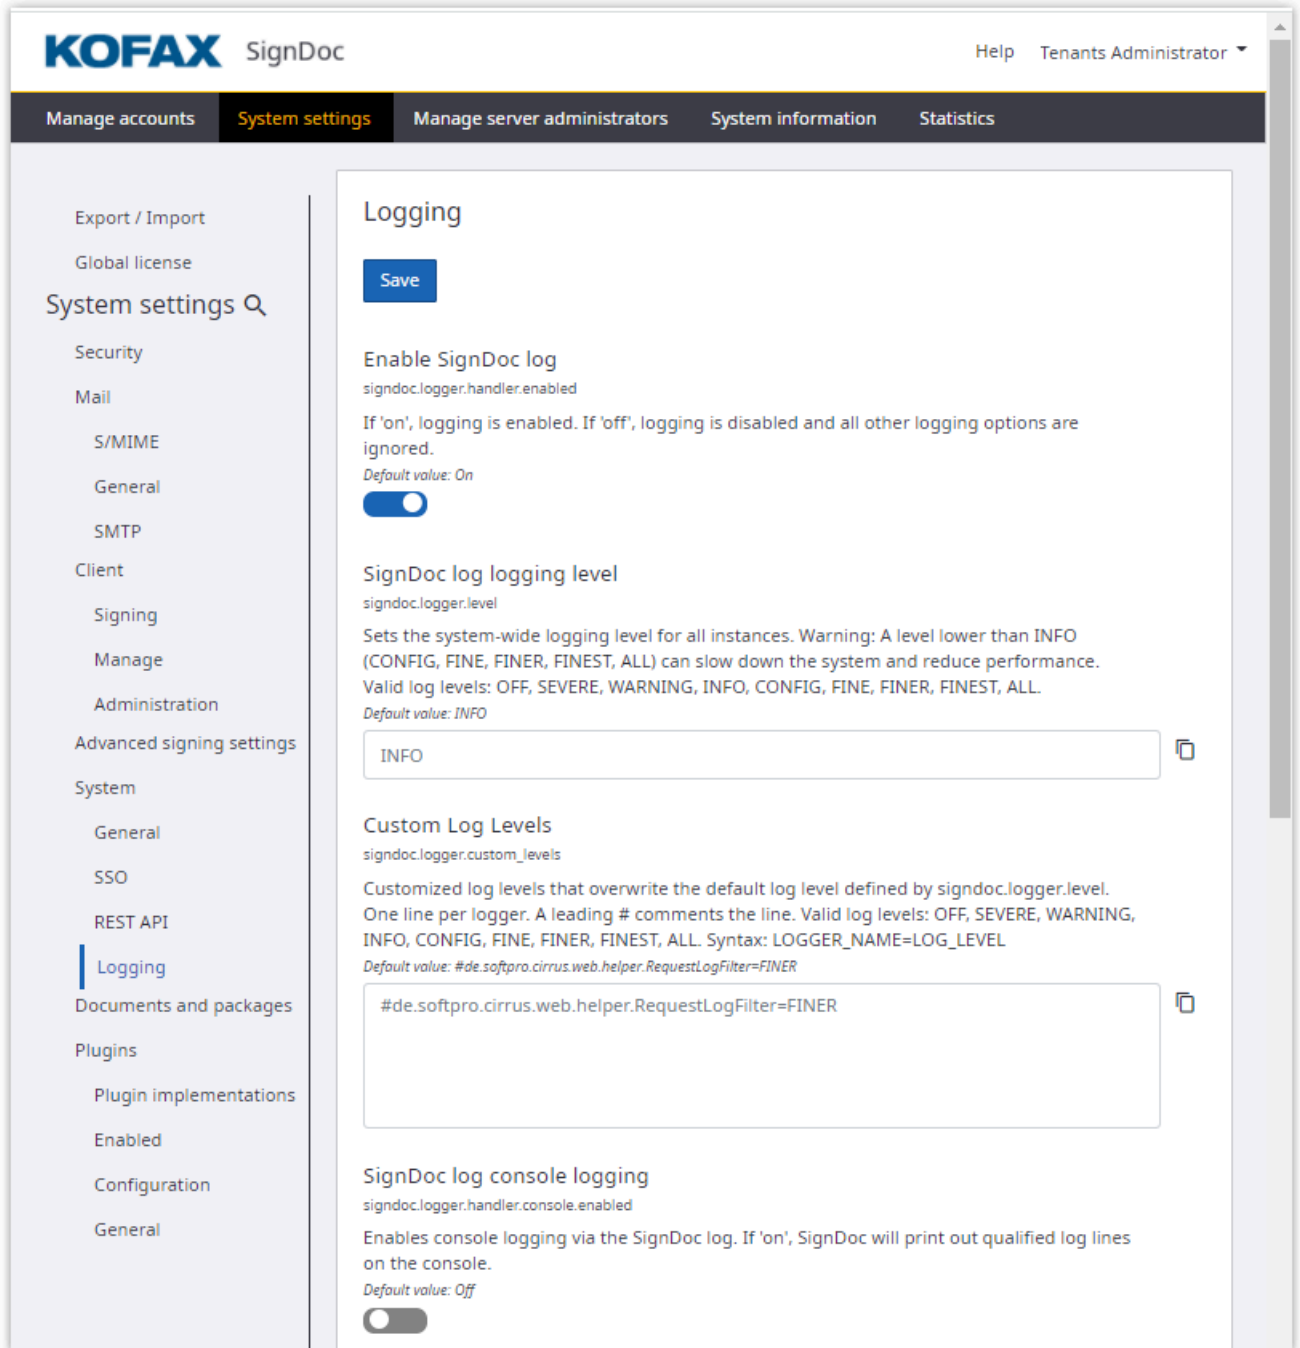 KOFAX SignDoc
Help Tenants Administrator
Manage accounts System settings Manage server administrators System information Statistics
Export / Import
Global license
System settings
Security
Mail
S/MIME
General
SMTP
Client
Signing
Manage
Administration
Advanced signing settings
System
General
SSO
REST API
Logging
Documents and packages
Plugins
Plugin implementations
Enabled
Configuration
General
Logging
Save
Enable SignDoc log
signdoc.logger.handler.enabled
If 'on', logging is enabled. If 'off', logging is disabled and all other logging options are
ignored.
Default value: On
SignDoc log logging level
signdoc.logger.level
Sets the system-wide logging level for all instances. Warning: A level lower than INFO
(CONFIG, FINE, FINER, FINEST, ALL) can slow down the system and reduce performance.
Valid log levels: OFF, SEVERE, WARNING, INFO, CONFIG, FINE, FINER, FINEST, ALL.
Default value: INFO
INFO
Custom Log Levels
signdoc.logger.custom_levels
Customized log levels that overwrite the default log level defined by signdoc.logger.level.
One line per logger. A leading # comments the line. Valid log levels: OFF, SEVERE, WARNING,
INFO, CONFIG, FINE, FINER, FINEST, ALL. Syntax: LOGGER_NAME=LOG_LEVEL
Default value: #de.softpro.cirrus.web.helper.RequestLogFilter=FINER
#de.softpro.cirrus.web.helper.RequestLogFilter=FINER
SignDoc log console logging
signdoc.logger.handler.console.enabled
Enables console logging via the SignDoc log. If 'on', SignDoc will print out qualified log lines
on the console.
Default value: Off